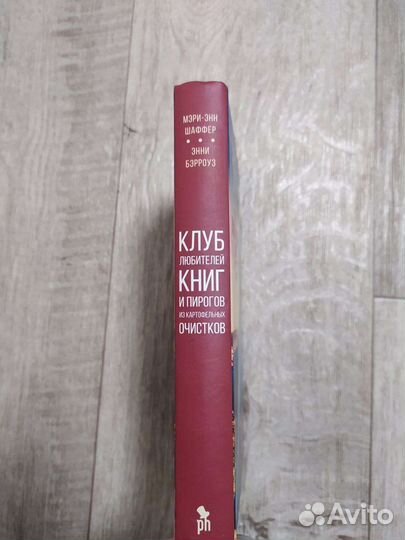 МЭРИ-ЭНН
ШАФФЕР
• • •
ЭННИ
БЭРРОУЗ
КЛУБ
ЛЮБИТЕЛЕЙ
КНИГ
И ПИРОГОВ
ИЗ КАРТОФЕЛЬНЫХ
ОЧИСТКОВ
ph
Avito